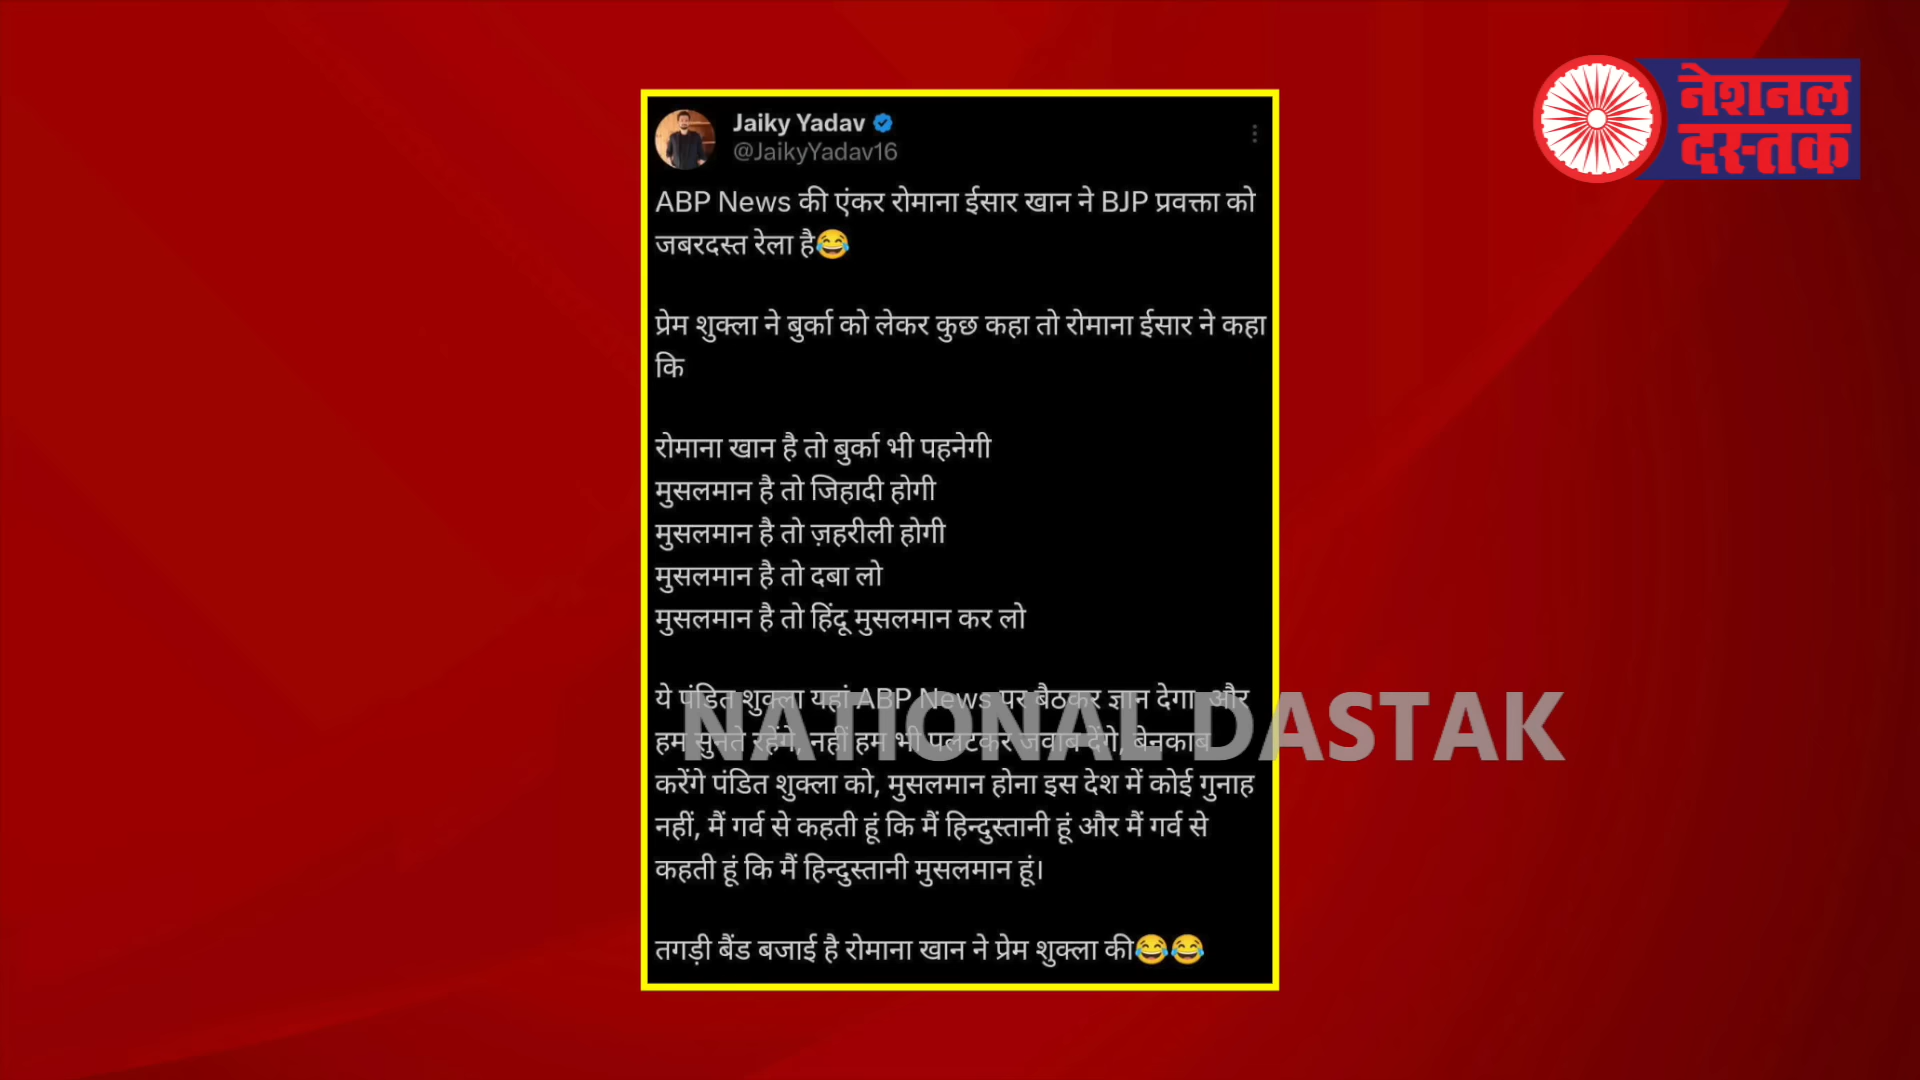 नेशनल
दस्तक
Jaiky Yadav
@JaikyYadav16
ABP News की एंकर रोमाना ईसार खान ने BJP प्रवक्ता को
जबरदस्त रेला है😂
प्रेम शुक्ला ने बुर्का को लेकर कुछ कहा तो रोमाना ईसार ने कहा
कि
रोमाना खान है तो बुर्का भी पहनेगी
मुसलमान है तो जिहादी होगी
मुसलमान है तो ज़हरीली होगी
मुसलमान है तो दबा लो
मुसलमान है तो हिंदू मुसलमान कर लो
ये पंडित शुक्ला यहां ABP News पर बैठकर ज्ञान देगा और
हम सुनते रहेंगे, नहीं हम भी पलटकर जवाब देंगे, बेनकाब
करेंगे पंडित शुक्ला को, मुसलमान होना इस देश में कोई गुनाह
नहीं, मैं गर्व से कहती हूं कि मैं हिन्दुस्तानी हूं और मैं गर्व से
कहती हूं कि मैं हिन्दुस्तानी मुसलमान हूं।
तगड़ी बैंड बजाई है रोमाना खान ने प्रेम शुक्ला की😂😂
NATIONAL DASTAK